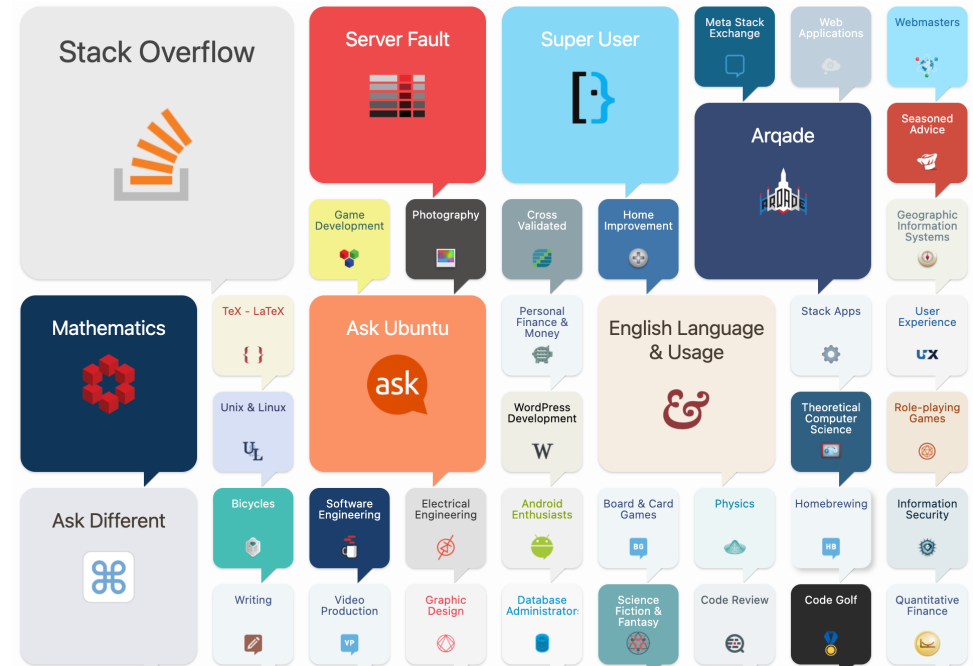 Stack Overflow
Server Fault
Super User
Meta Stack
Exchange
Web
Applications
Webmasters
Arqade
ARQADE
Seasoned
Advice
Game
Development
Photography
Cross
Validated
Home
Improvement
Geographic
Information
Systems
Mathematics
TeX - LaTeX
{ }
Ask Ubuntu
ask
Personal
Finance &
Money
English Language
& Usage
&
Stack Apps
User
Experience
UX
Unix & Linux
UL
WordPress
Development
W
Theoretical
Computer
Science
Role-playing
Games
Ask Different
Bicycles
Software
Engineering
Electrical
Engineering
Android
Enthusiasts
Board & Card
Games
BG
Physics
Homebrewing
HB
Information
Security
Writing
Video
Production
VP
Graphic
Design
Database
Administrator
Science
Fiction &
Fantasy
Code Review
Code Golf
Quantitative
Finance